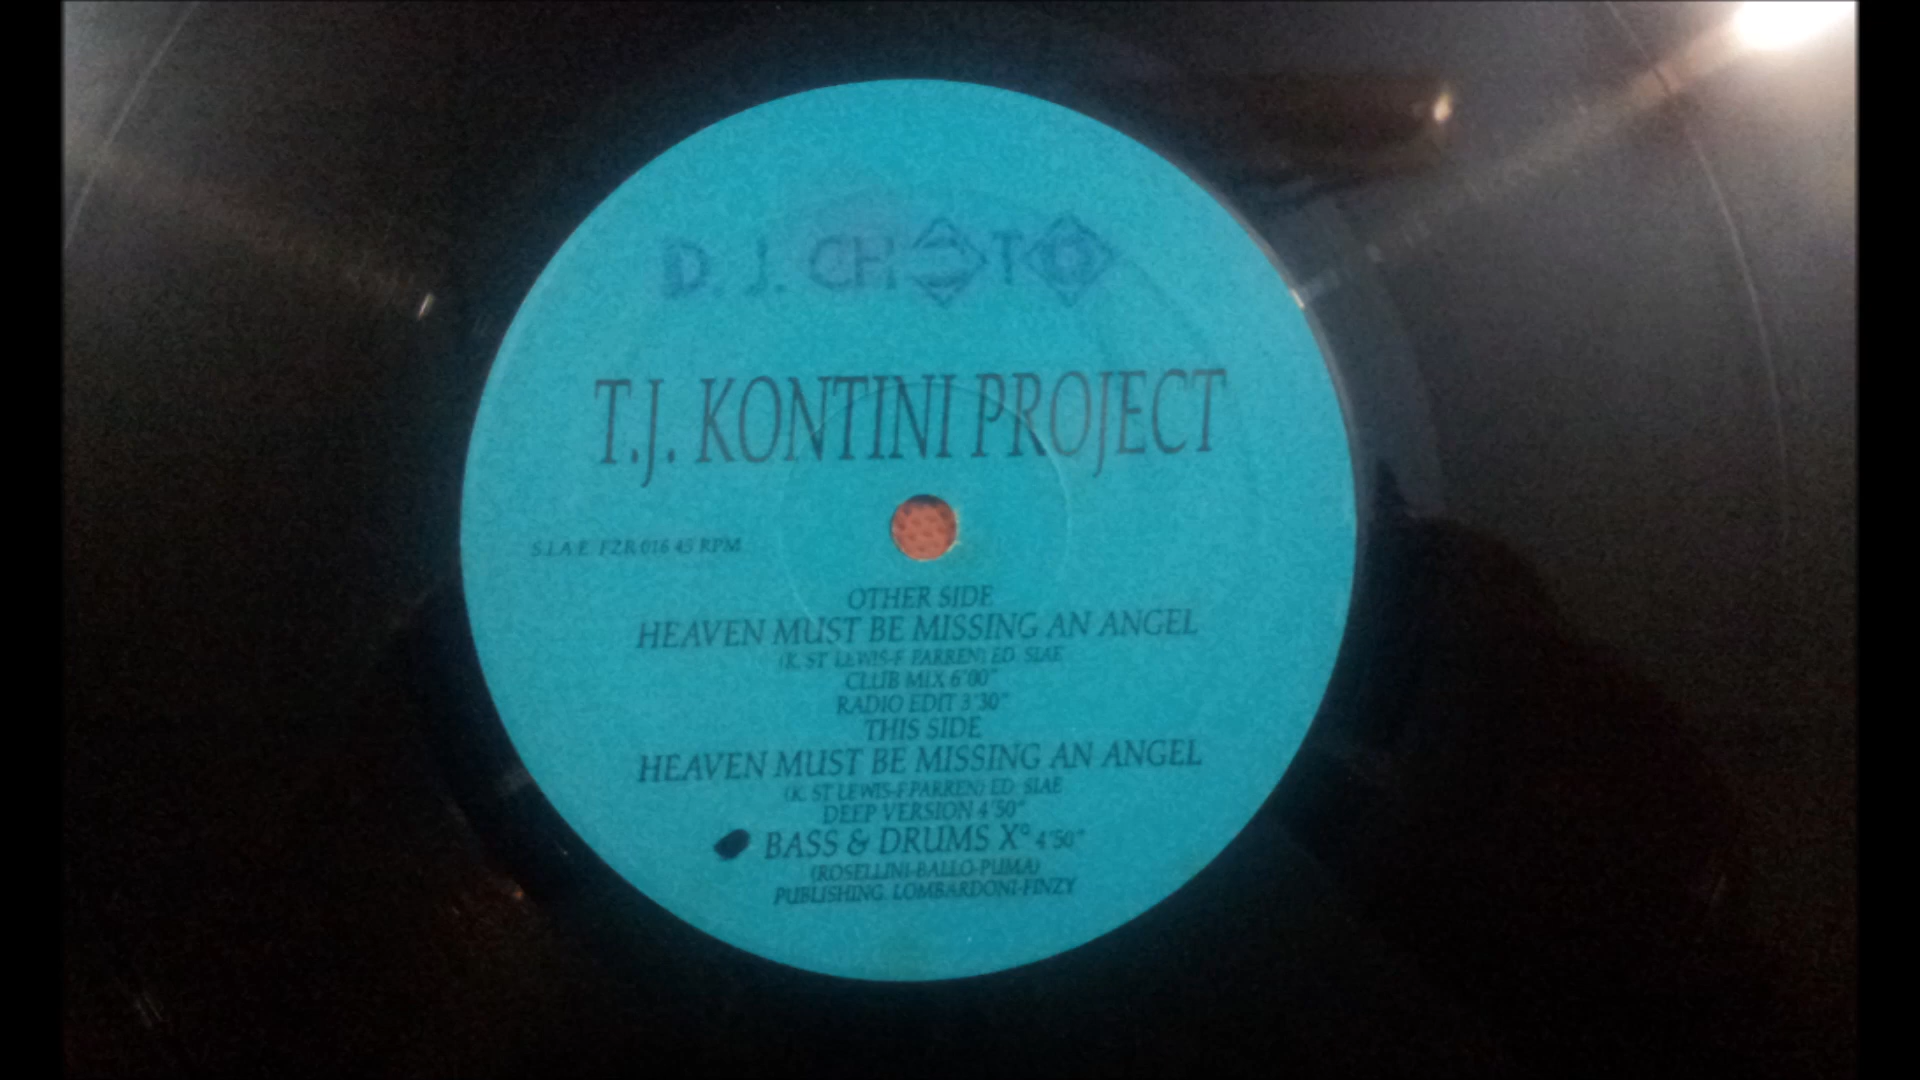 D. J.
T.J. KONTINI PROJECT
S.I.A.E. FZR 016 45 RPM
OTHER SIDE
HEAVEN MUST BE MISSING AN ANGEL
(K. ST LEWIS-F. PARREN) ED. SIAE
CLUB MIX 6'00"
RADIO EDIT 3'30"
THIS SIDE
HEAVEN MUST BE MISSING AN ANGEL
(K. ST LEWIS-F.PARREN) ED. SIAE
DEEP VERSION 4'50"
BASS & DRUMS X° 4'50"
(ROSELLINI-BALLO-PUMA)
PUBLISHING. LOMBARDONI-FINZY